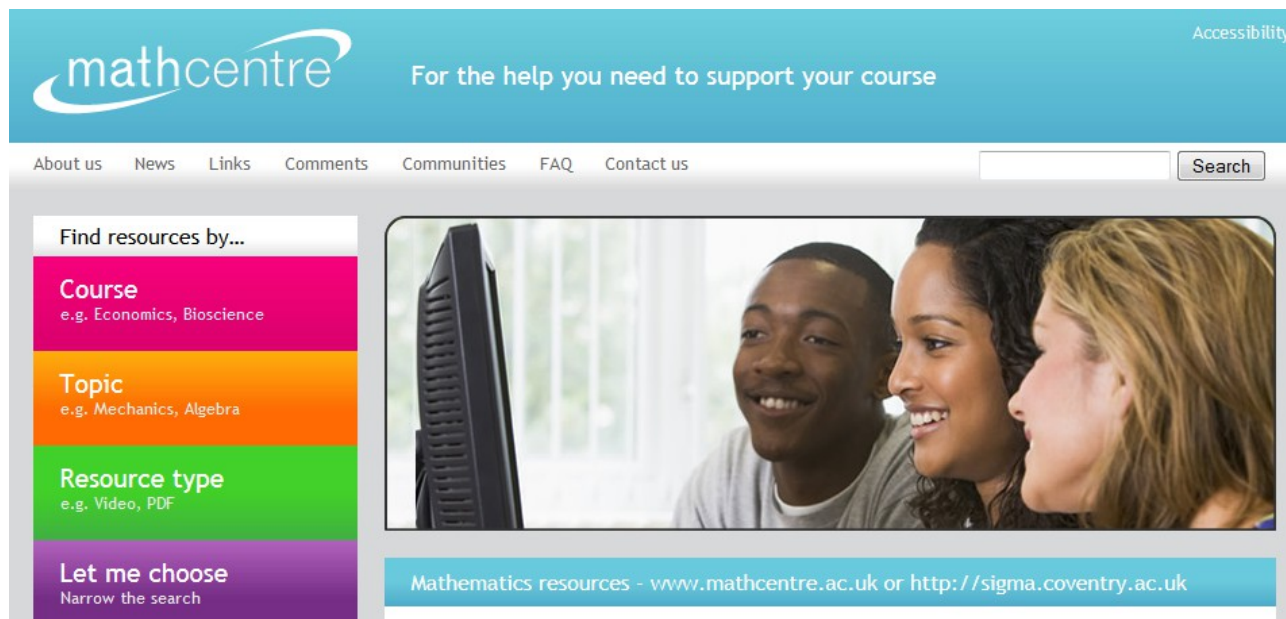 Accessibility
mathcentre
For the help you need to support your course
About us News Links Comments Communities FAQ Contact us
Search
Find resources by...
Course
e.g. Economics, Bioscience
Topic
e.g. Mechanics, Algebra
Resource type
e.g. Video, PDF
Let me choose
Narrow the search
Mathematics resources - www.mathcentre.ac.uk or http://sigma.coventry.ac.uk